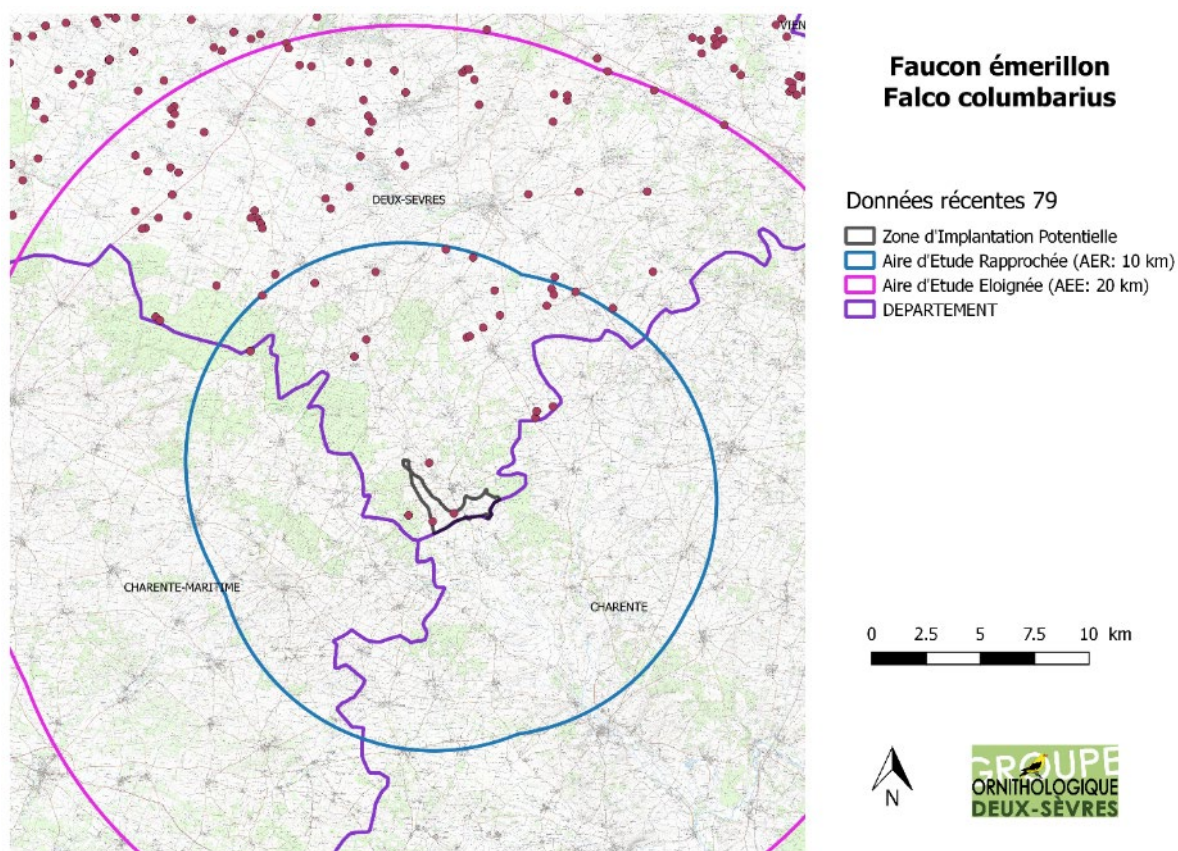 VIEN
Faucon émerillon
Falco columbarius
DEUX-SEVRES
Données récentes 79
Zone d'Implantation Potentielle
Aire d'Etude Rapprochée (AER: 10 km)
Aire d'Etude Eloignée (AEE: 20 km)
DEPARTEMENT
CHARENTE-MARITIME
CHARENTE
0 2.5 5 7.5 10 km
N
GROUPE
ORNITHOLOGIQUE
DEUX-SÈVRES